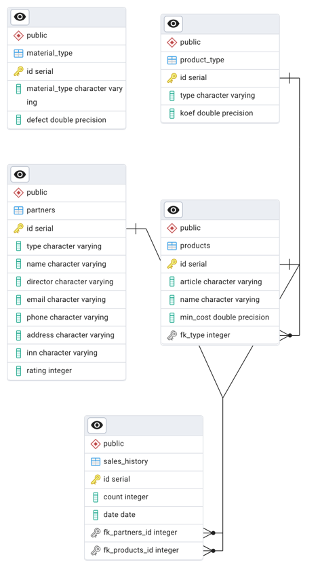 public
material_type
id serial
material_type character vary
ing
defect double precision
public
product_type
id serial
type character varying
koef double precision
public
partners
id serial
type character varying
name character varying
director character varying
email character varying
phone character varying
address character varying
inn character varying
rating integer
public
products
id serial
article character varying
name character varying
min_cost double precision
fk_type integer
public
sales_history
id serial
count integer
date date
fk_partners_id integer
fk_products_id integer